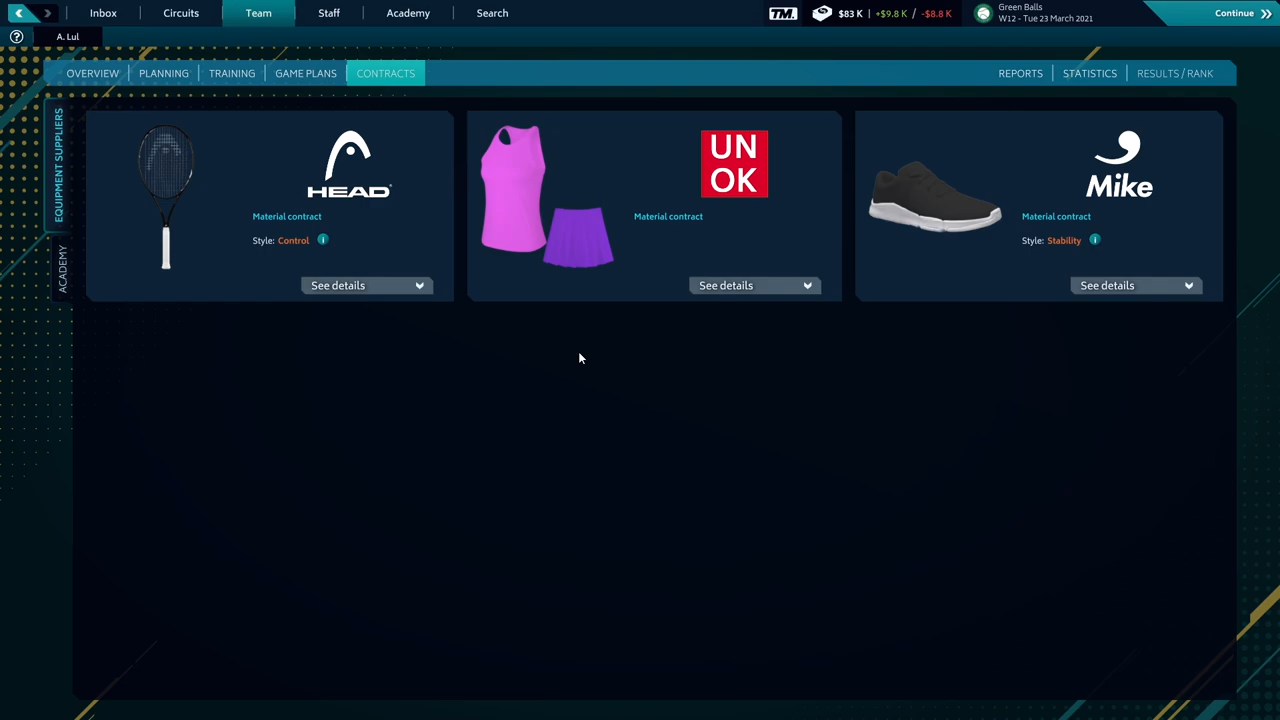 Inbox
Circuits
Team
Staff
Academy
Search
TM.
$83 K | +$9.8 K / -$8.8 K
Green Balls
W12 - Tue 23 March 2021
Continue
A. Lul
OVERVIEW
PLANNING
TRAINING
GAME PLANS
CONTRACTS
REPORTS
STATISTICS
RESULTS / RANK
EQUIPMENT SUPPLIERS
ACADEMY
HEAD
Material contract
Style: Control
See details
UN
OK
Material contract
See details
Mike
Material contract
Style: Stability
See details